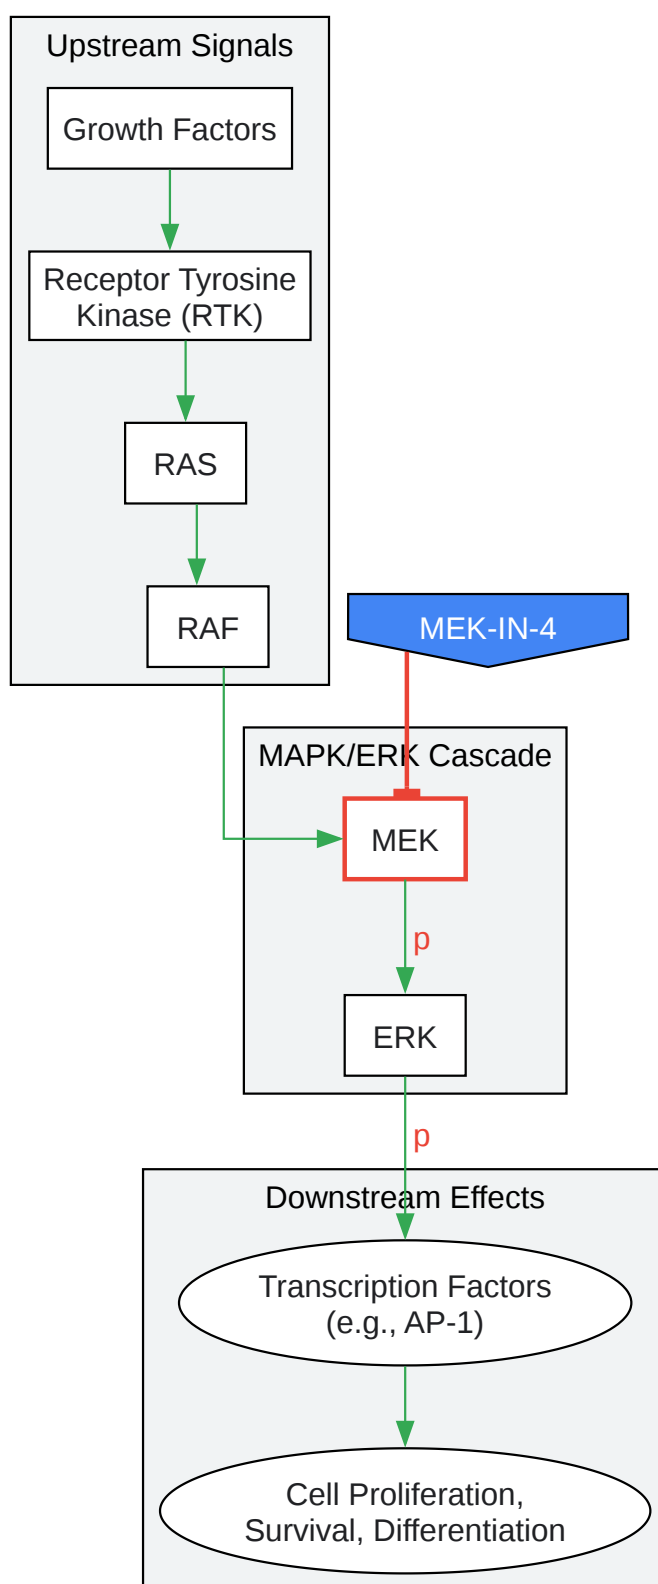 Upstream Signals
Growth Factors
Receptor Tyrosine
Kinase (RTK)
RAS
RAF
MEK-IN-4
MAPK/ERK Cascade
MEK
p
ERK
p
Downstream Effects
Transcription Factors
(e.g., AP-1)
Cell Proliferation,
Survival, Differentiation